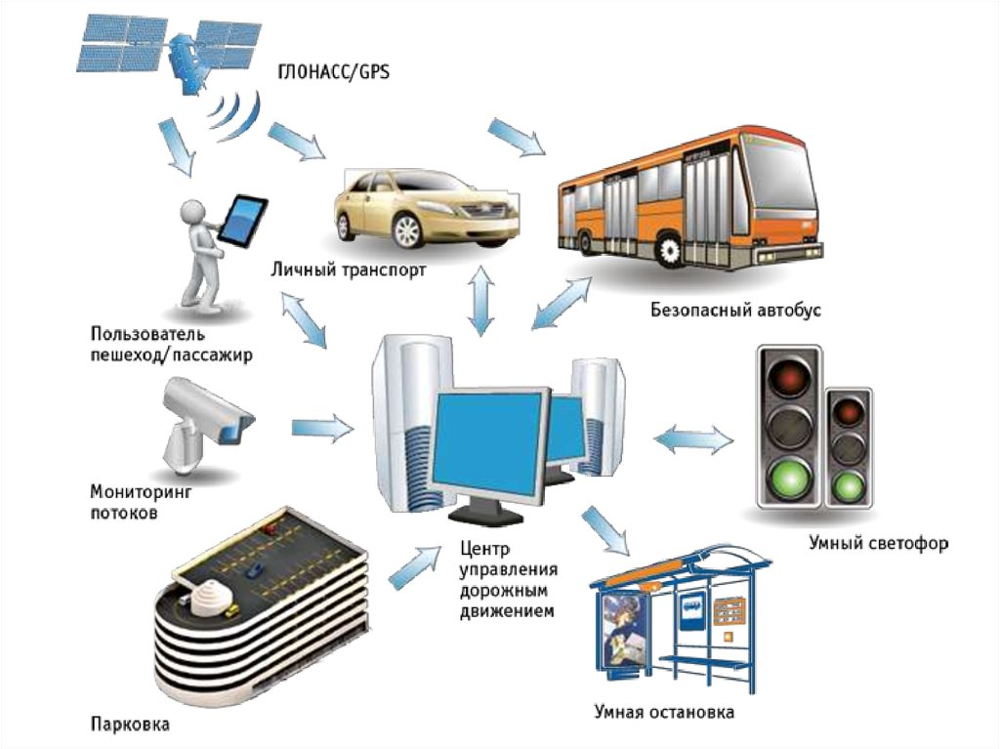 ГЛОНАСС/GPS
Личный транспорт
Безопасный автобус
Пользователь
пешеход/пассажир
Мониторинг
потоков
Центр
управления
дорожным
движением
Умный светофор
Парковка
Умная остановка